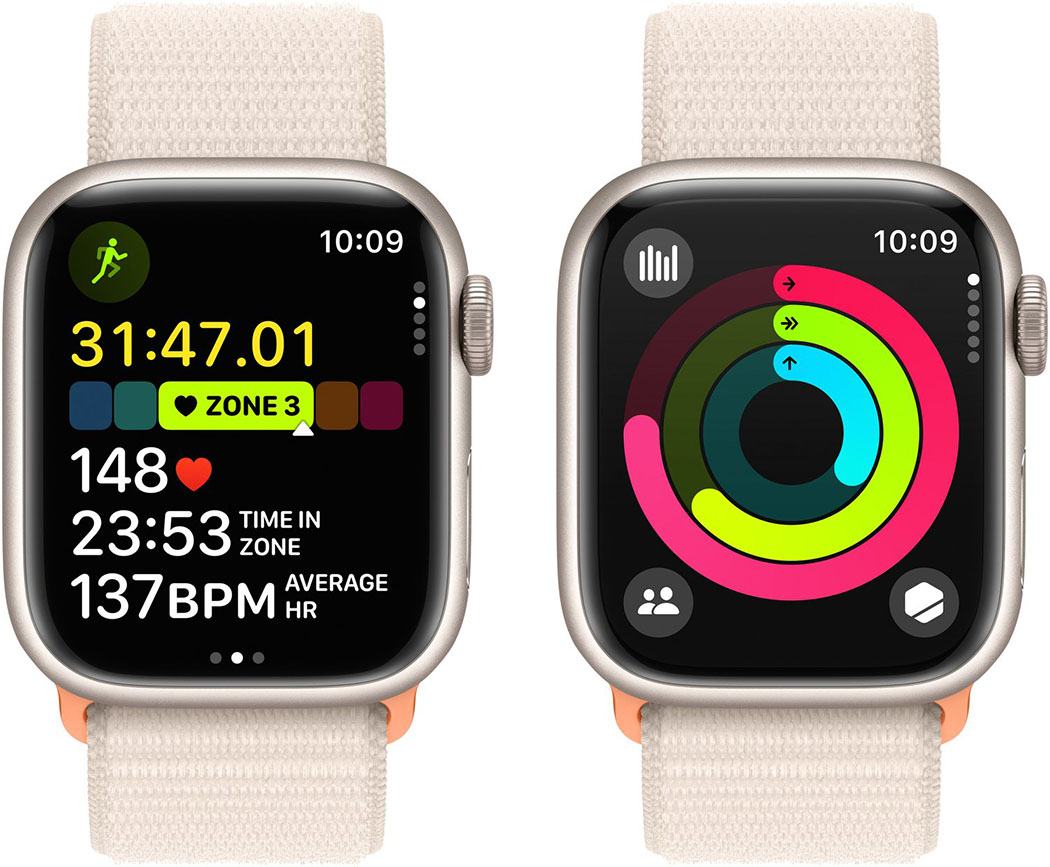 10:09
31:47.01
ZONE 3
148
23:53 TIME IN
ZONE
137BPM AVERAGE
HR
10:09